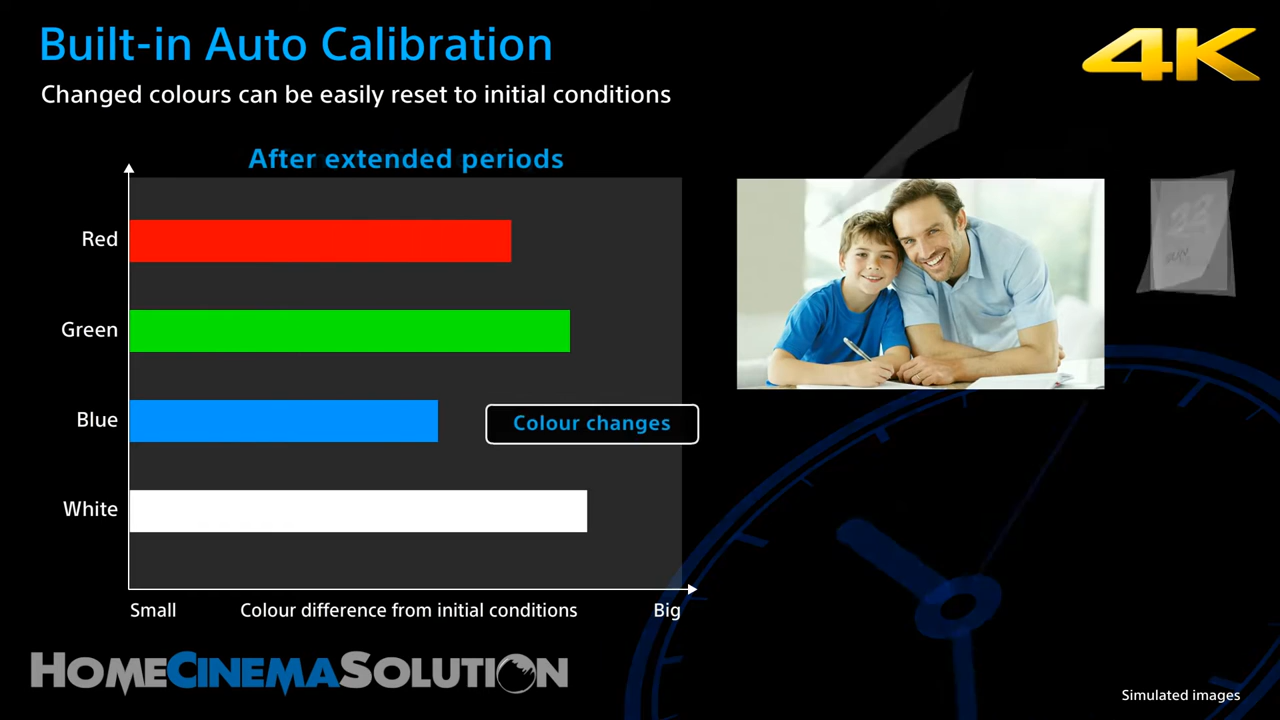 Built-in Auto Calibration
4K
Changed colours can be easily reset to initial conditions
After extended periods
Red
Green
Blue
Colour changes
White
Small Colour difference from initial conditions Big
HOMECINEMASOLUTION
Simulated images